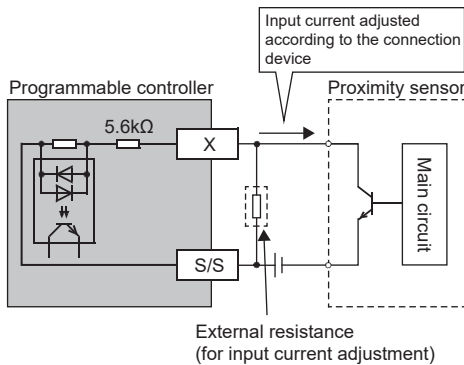 Input current adjusted
according to the connection
device
Programmable controller
Proximity sensor
5.6kΩ
X
Main circuit
S/S
External resistance
(for input current adjustment)